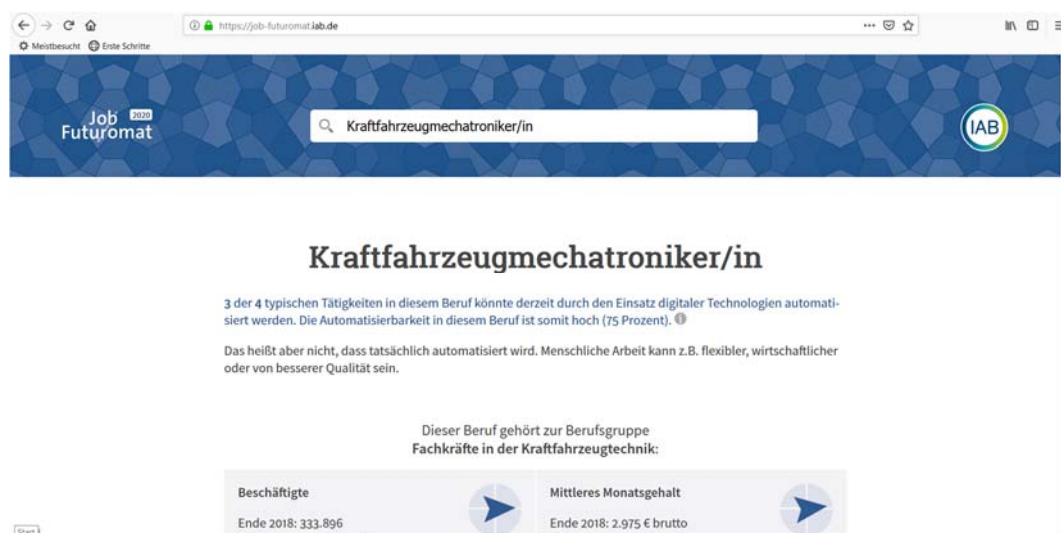 https://job-futuromat.iab.de
Meistbesucht Erste Schritte
Job 2020
Futuromat
Kraftfahrzeugmechatroniker/in
IAB
Kraftfahrzeugmechatroniker/in
3 der 4 typischen Tätigkeiten in diesem Beruf könnte derzeit durch den Einsatz digitaler Technologien automati-
siert werden. Die Automatisierbarkeit in diesem Beruf ist somit hoch (75 Prozent).
Das heißt aber nicht, dass tatsächlich automatisiert wird. Menschliche Arbeit kann z.B. flexibler, wirtschaftlicher
oder von besserer Qualität sein.
Dieser Beruf gehört zur Berufsgruppe
Fachkräfte in der Kraftfahrzeugtechnik:
Beschäftigte
Ende 2018: 333.896
Mittleres Monatsgehalt
Ende 2018: 2.975 € brutto
Start